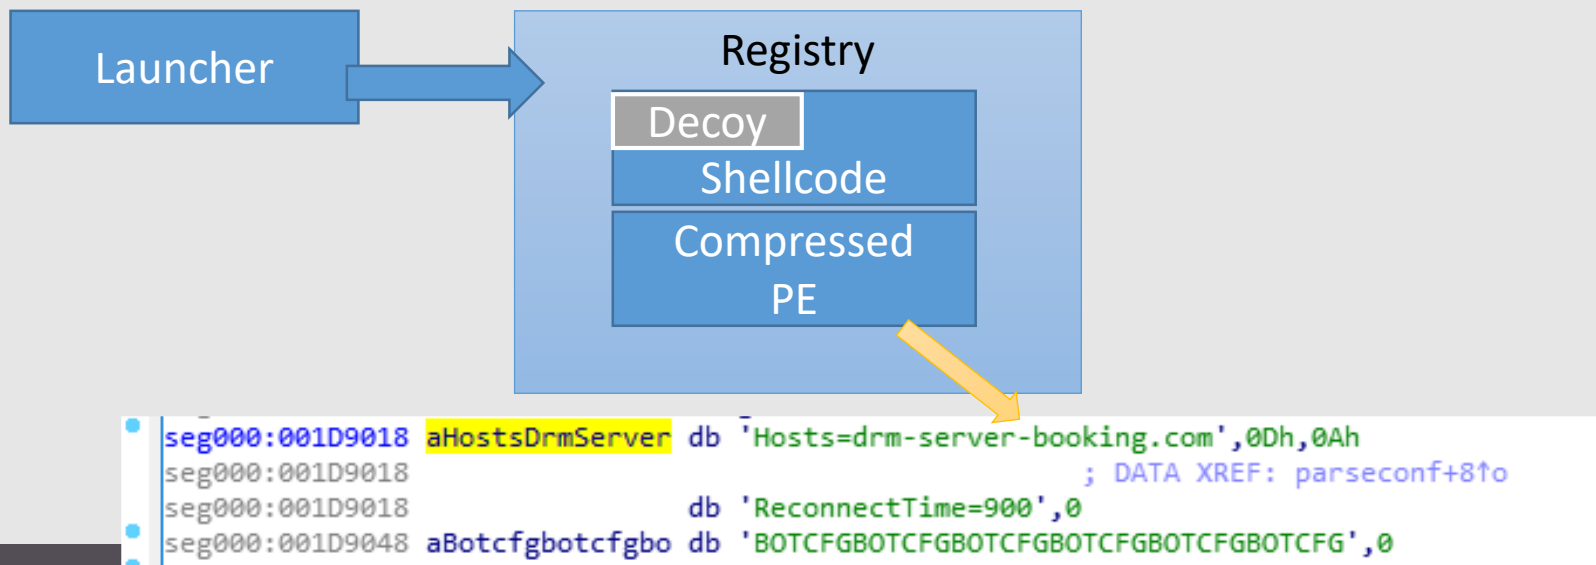 Launcher
Registry
Decoy
Shellcode
Compressed
PE
seg000:001D9018 aHostsDrmServer db 'Hosts=drm-server-booking.com',0Dh,0Ah
seg000:001D9018 ; DATA XREF: parseconf+8↑o
seg000:001D9018 db 'ReconnectTime=900',0
seg000:001D9048 aBotcfgbotcfgbo db 'BOTCFGBOTCFGBOTCFGBOTCFGBOTCFGBOTCFG',0